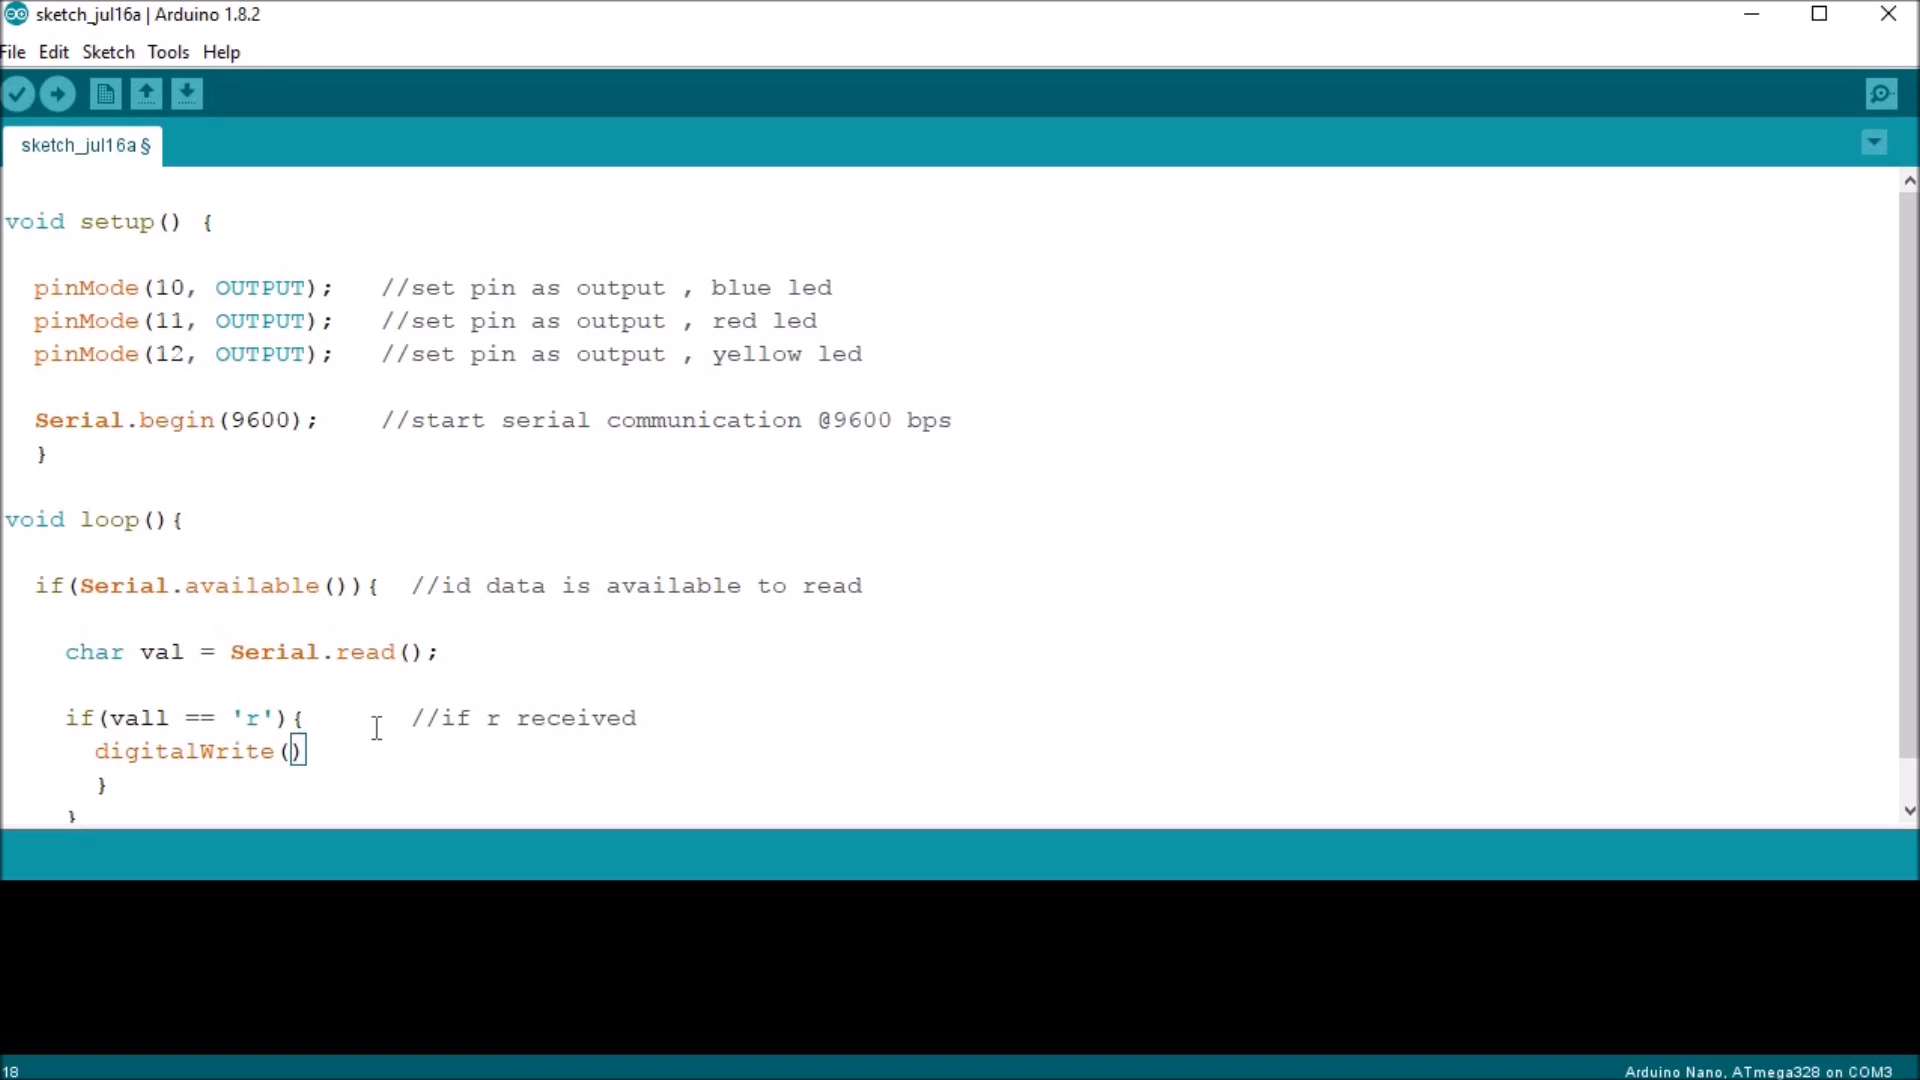 sketch_jul16a | Arduino 1.8.2
File Edit Sketch Tools Help
sketch_jul16a §
void setup() {
pinMode(10, OUTPUT); //set pin as output , blue led
pinMode(11, OUTPUT); //set pin as output , red led
pinMode(12, OUTPUT); //set pin as output , yellow led
Serial.begin(9600); //start serial communication @9600 bps
}
void loop(){
if(Serial.available()){ //id data is available to read
char val = Serial.read();
if(vall == 'r'){ //if r received
digitalWrite()
}
}
18
Arduino Nano, ATmega328 on COM3